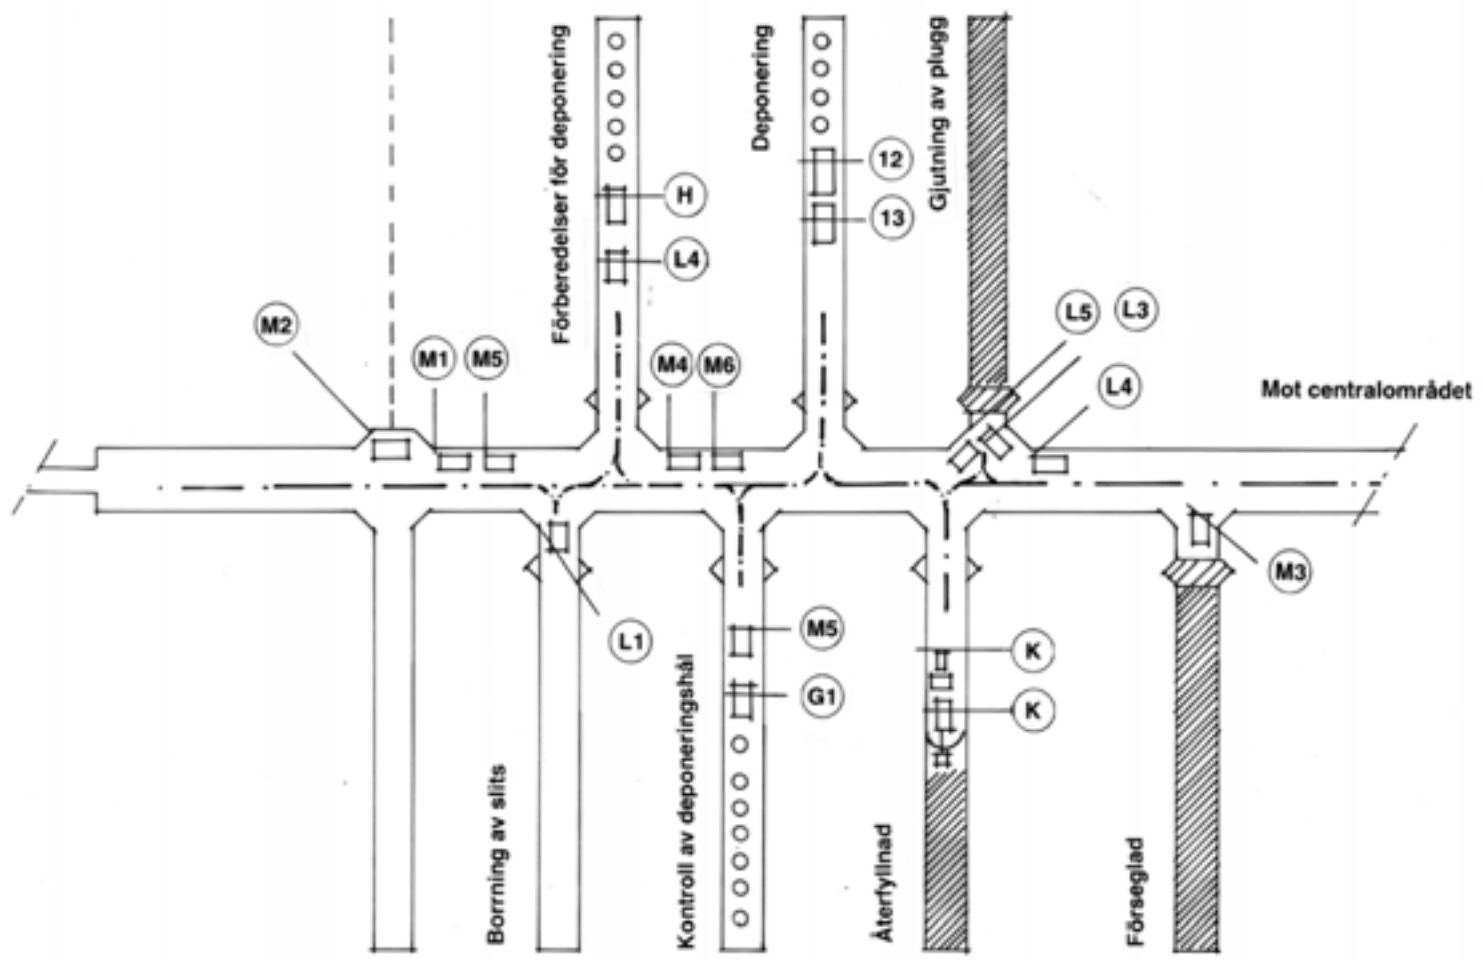 Förberedelser för deponering
Deponering
Gjutning av plugg
12
H
13
L4
M2
L5
L3
M1
M5
M4
M6
L4
Mot centralområdet
M3
L1
M5
K
G1
K
Borrning av slits
Kontroll av deponeringshål
Återfyllnad
Förseglad